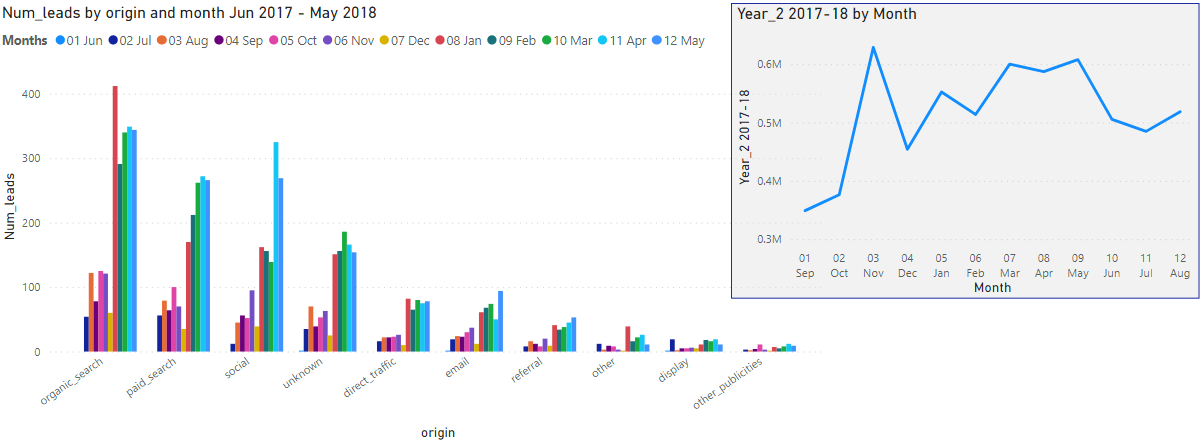 Num_leads by origin and month Jun 2017 - May 2018
Months 01 Jun 02 Jul 03 Aug 04 Sep 05 Oct 06 Nov 07 Dec 08 Jan 09 Feb 10 Mar 11 Apr 12 May
Num_leads
400
300
200
100
0
organic_search
paid_search
social
unknown
direct_traffic
email
referral
other
display
other_publicities
origin
Year_2 2017-18 by Month
Year_2 2017-18
0.6M
0.5M
0.4M
0.3M
01 02 03 04 05 06 07 08 09 10 11 12
Sep Oct Nov Dec Jan Feb Mar Apr May Jun Jul Aug
Month